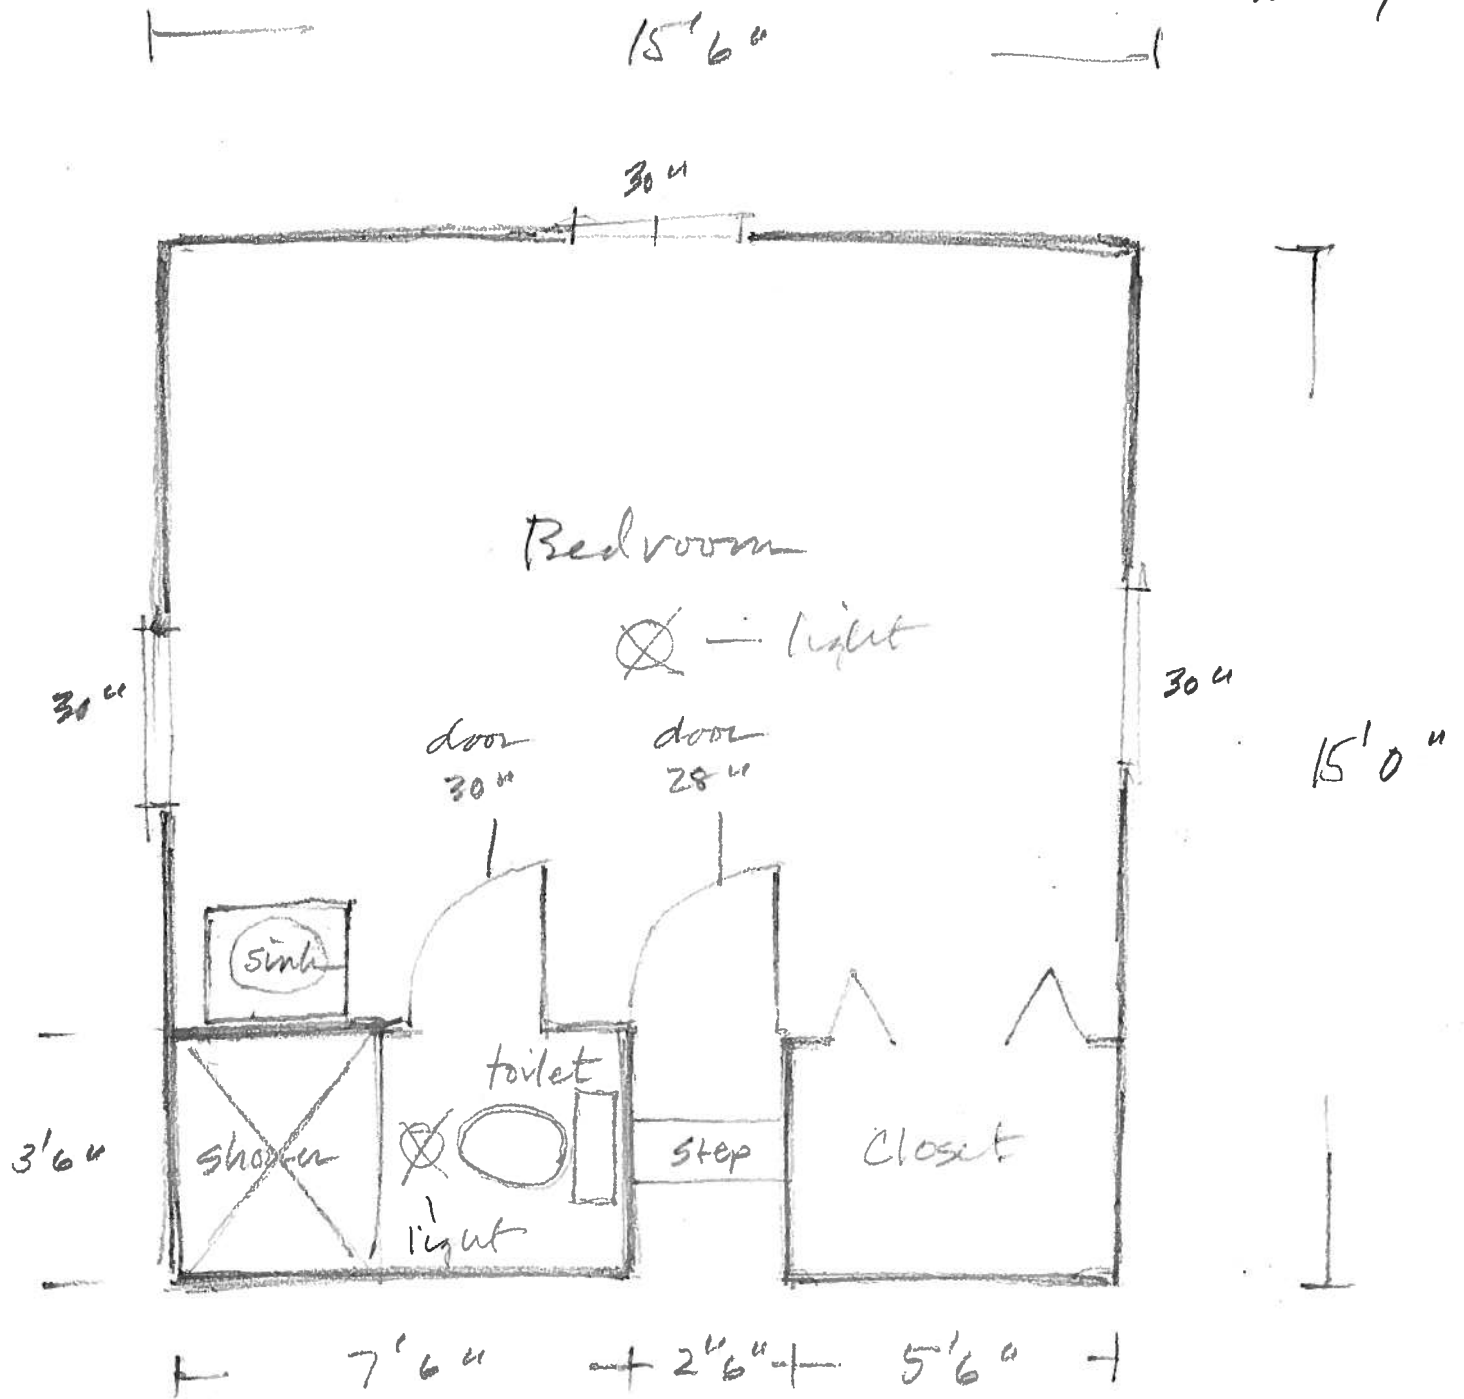 15'6"
30"
Bedroom
light
30"
30"
15'0"
door
30"
door
28"
sink
toilet
3'6"
shower
step
Closet
light
7'6"
2"6"
5'6"